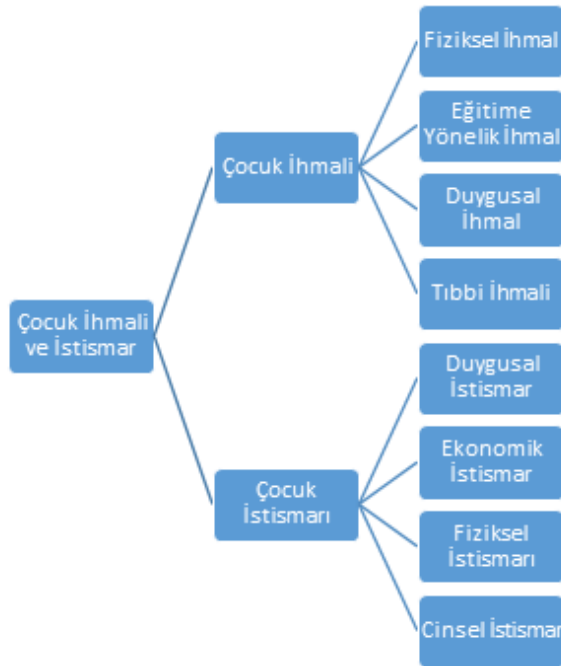 Çocuk İhmali
ve İstismar
Çocuk İhmali
Fiziksel İhmal
Eğitime
Yönelik İhmal
Duygusal
İhmal
Tıbbi İhmali
Çocuk
İstismarı
Duygusal
İstismar
Ekonomik
İstismar
Fiziksel
İstismarı
Cinsel İstismar